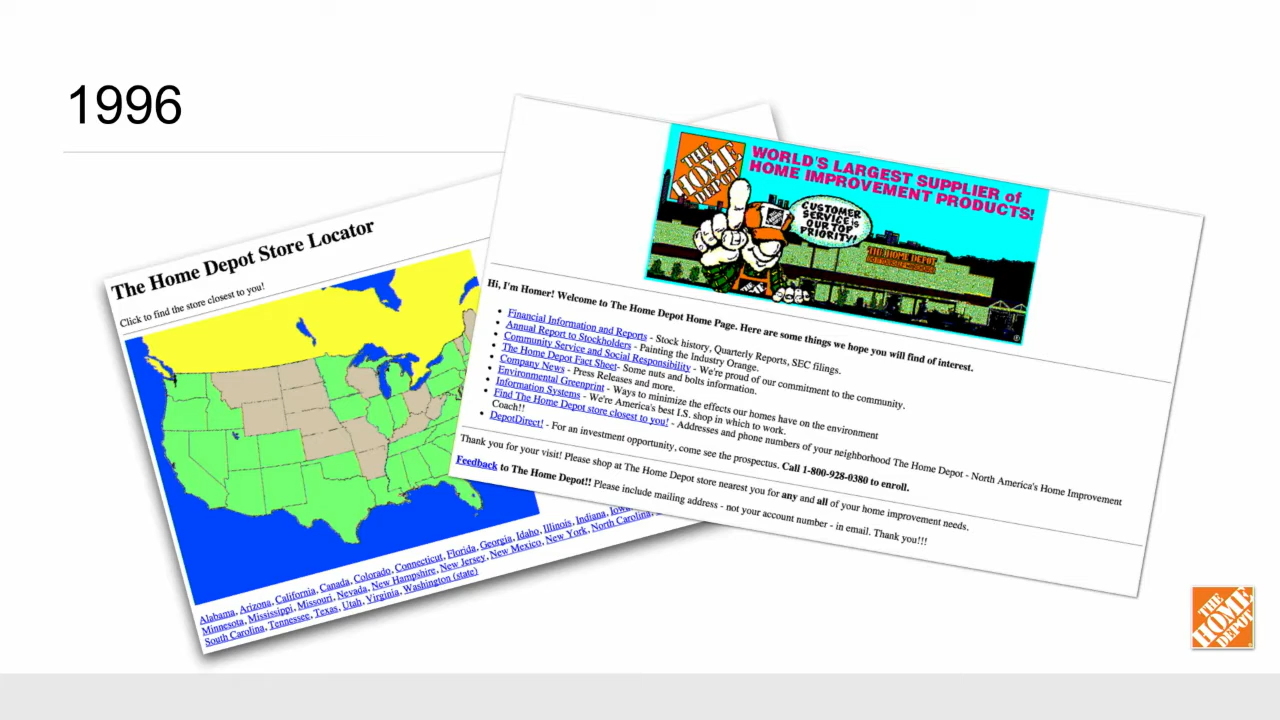 1996
The Home Depot Store Locator
Click to find the store closest to you!
Alabama, Arizona, California, Canada, Colorado, Connecticut, Florida, Georgia, Idaho, Illinois, Indiana,
Minnesota, Mississippi, Missouri, Nevada, New Hampshire, New Jersey, New Mexico, New York, North Carolina,
South Carolina, Tennessee, Texas, Utah, Virginia, Washington (state)
THE HOME DEPOT
WORLD'S LARGEST SUPPLIER of
HOME IMPROVEMENT PRODUCTS!
CUSTOMER
SERVICE is
OUR TOP
PRIORITY!
THE HOME DEPOT
Hi, I'm Homer! Welcome to The Home Depot Home Page. Here are some things we hope you will find of interest.
• Financial Information and Reports - Stock history, Quarterly Reports, SEC filings.
• Annual Report to Stockholders - Painting the Industry Orange.
• Community Service and Social Responsibility - We're proud of our commitment to the community.
• The Home Depot Fact Sheet- Some nuts and bolts information.
• Company News - Press Releases and more.
• Environmental Greenprint - Ways to minimize the effects our homes have on the environment
• Information Systems - We're America's best I.S. shop in which to work.
• Find The Home Depot store closest to you! - Addresses and phone numbers of your neighborhood The Home Depot - North America's Home Improvement
Coach!!
• DepotDirect! - For an investment opportunity, come see the prospectus. Call 1-800-928-0380 to enroll.
Thank you for your visit! Please shop at The Home Depot store nearest you for any and all of your home improvement needs.
Feedback to The Home Depot!! Please include mailing address - not your account number - in email. Thank you!!!
THE
HOME
DEPOT